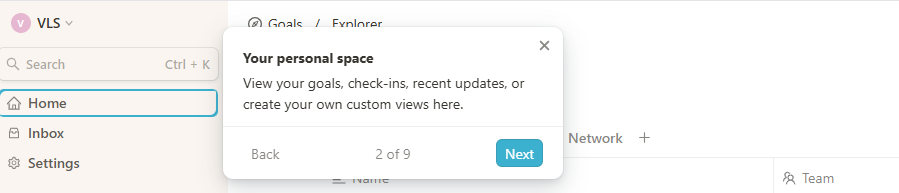 V VLS
Goals / Explorer
Search Ctrl + K
Your personal space
View your goals, check-ins, recent updates, or
create your own custom views here.
Home
Inbox
Settings
Back 2 of 9 Next
Network +
Name
Team